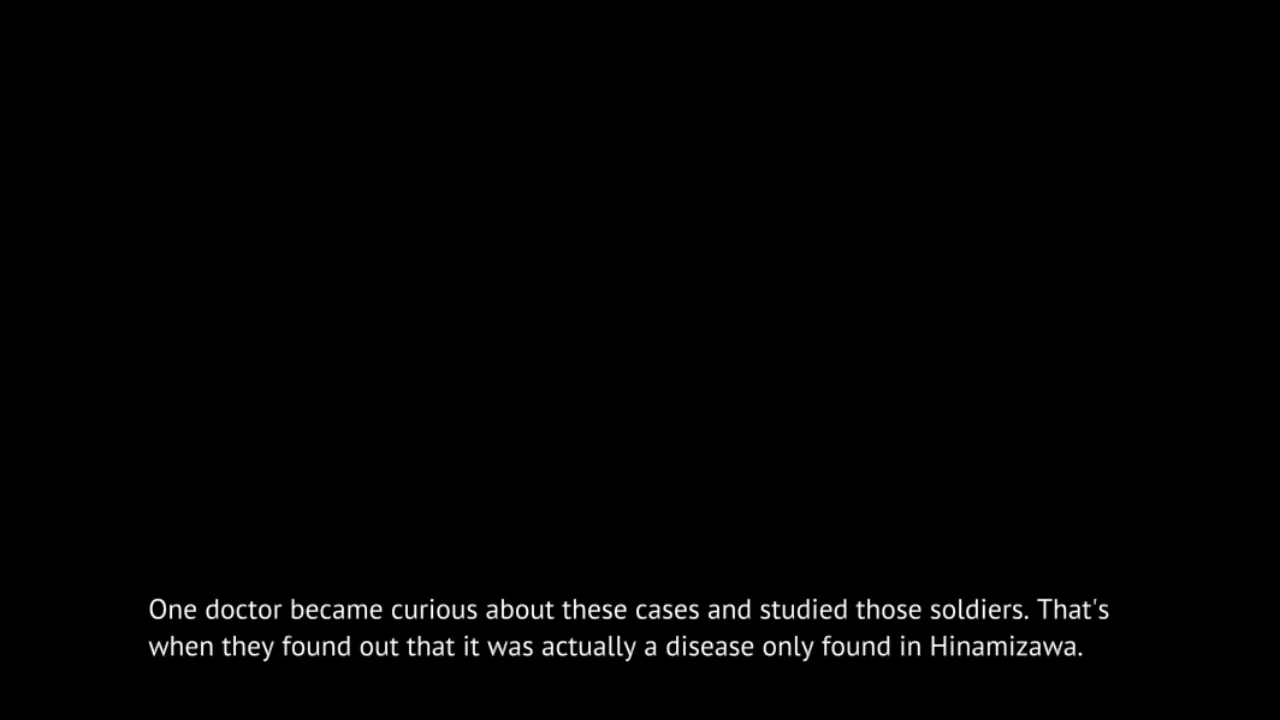 One doctor became curious about these cases and studied those soldiers. That's
when they found out that it was actually a disease only found in Hinamizawa.